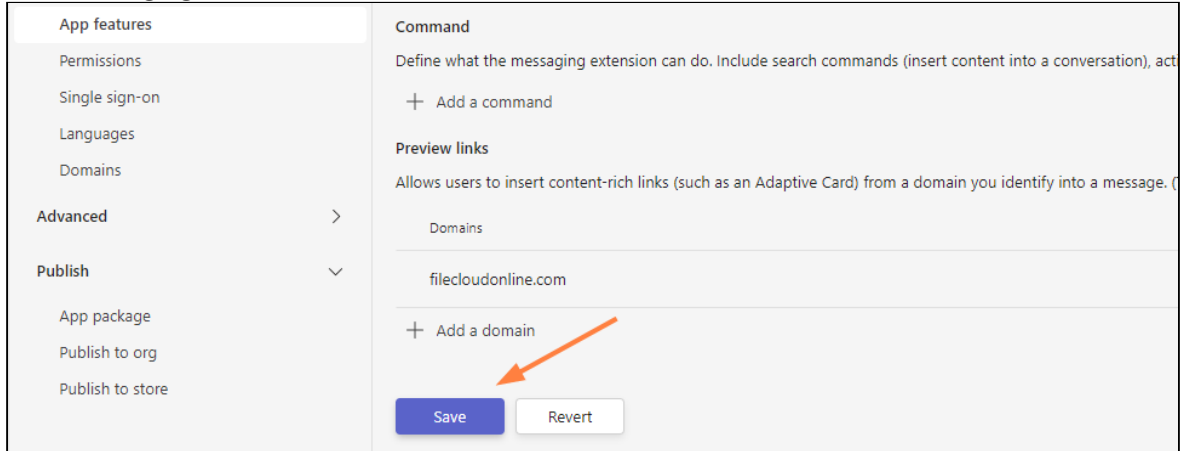 App features
Permissions
Single sign-on
Languages
Domains
Advanced
Publish
App package
Publish to org
Publish to store
Command
Define what the messaging extension can do. Include search commands (insert content into a conversation),
+ Add a command
Preview links
Allows users to insert content-rich links (such as an Adaptive Card) from a domain you identify into a message.
Domains
filecloudonline.com
+ Add a domain
Save
Revert